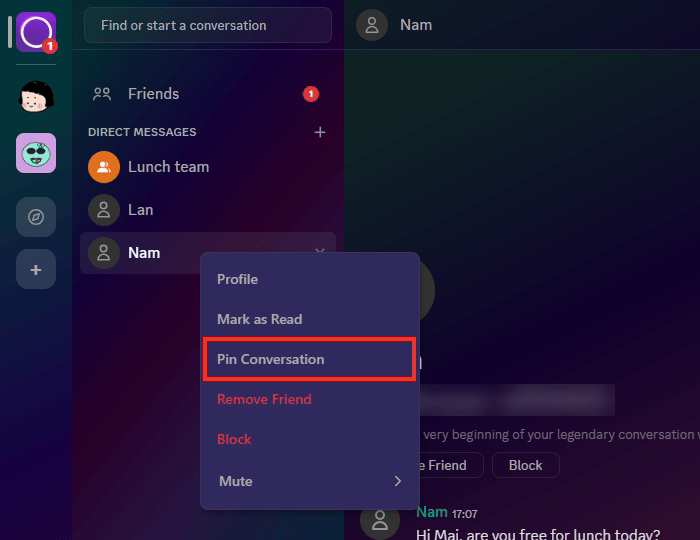 1
Find or start a conversation
Nam
Friends
1
DIRECT MESSAGES
Lunch team
Lan
Nam
Profile
Mark as Read
Pin Conversation
Remove Friend
Block
Mute
very beginning of your legendary conversation
Friend
Block
Nam 17:07
Hi Mai, are you free for lunch today?